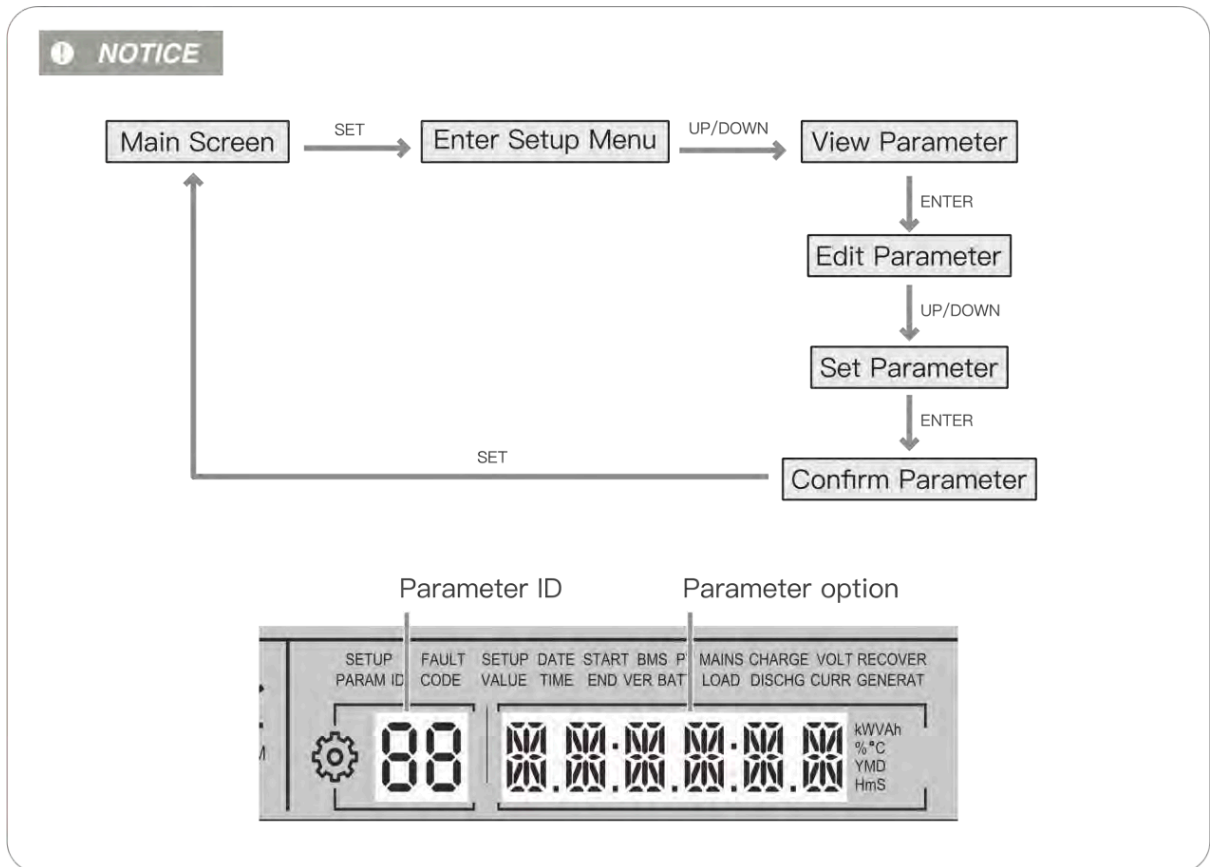 NOTICE
Main Screen
SET
Enter Setup Menu
UP/DOWN
View Parameter
ENTER
Edit Parameter
UP/DOWN
Set Parameter
ENTER
Confirm Parameter
SET
Parameter ID
Parameter option
SETUP FAULT SETUP DATE START BMS MAINS CHARGE VOLT RECOVER
PARAM CODE VALUE TIME END VER LOAD DISCHG CURR GENERAT
88
kWVAh
%°C
YMD
HmS